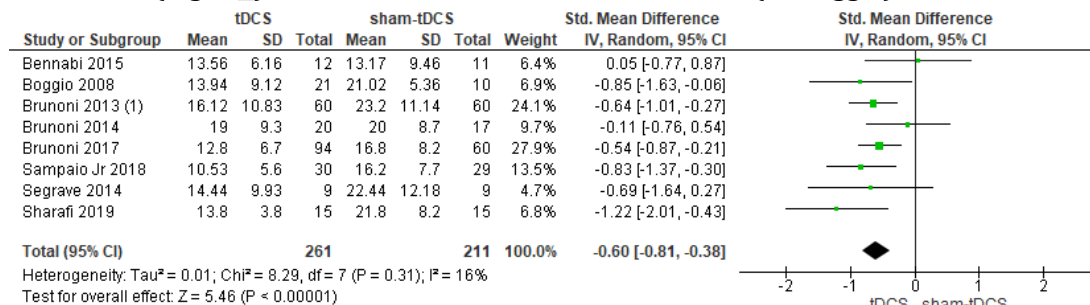 tDCS sham-tDCS Std. Mean Difference Std. Mean Difference
Study or Subgroup Mean SD Total Mean SD Total Weight IV, Random, 95% CI IV, Random, 95% CI
Bennabi 2015 13.56 6.16 12 13.17 9.46 11 6.4% 0.05 [-0.77, 0.87]
Boggio 2008 13.94 9.12 21 21.02 5.36 10 6.9% -0.85 [-1.63, -0.06]
Brunoni 2013 (1) 16.12 10.83 60 23.2 11.14 60 24.1% -0.64 [-1.01, -0.27]
Brunoni 2014 19 9.3 20 20 8.7 17 9.7% -0.11 [-0.76, 0.54]
Brunoni 2017 12.8 6.7 94 16.8 8.2 60 27.9% -0.54 [-0.87, -0.21]
Sampaio Jr 2018 10.53 5.6 30 16.2 7.7 29 13.5% -0.83 [-1.37, -0.30]
Segrave 2014 14.44 9.93 9 22.44 12.18 9 4.7% -0.69 [-1.64, 0.27]
Sharafi 2019 13.8 3.8 15 21.8 8.2 15 6.8% -1.22 [-2.01, -0.43]
Total (95% CI) 261 211 100.0% -0.60 [-0.81, -0.38]
Heterogeneity: Tau² = 0.01; Chi² = 8.29, df = 7 (P = 0.31); I² = 16%
Test for overall effect: Z = 5.46 (P < 0.00001)
-2 -1 0 1 2
tDCS sham-tDCS